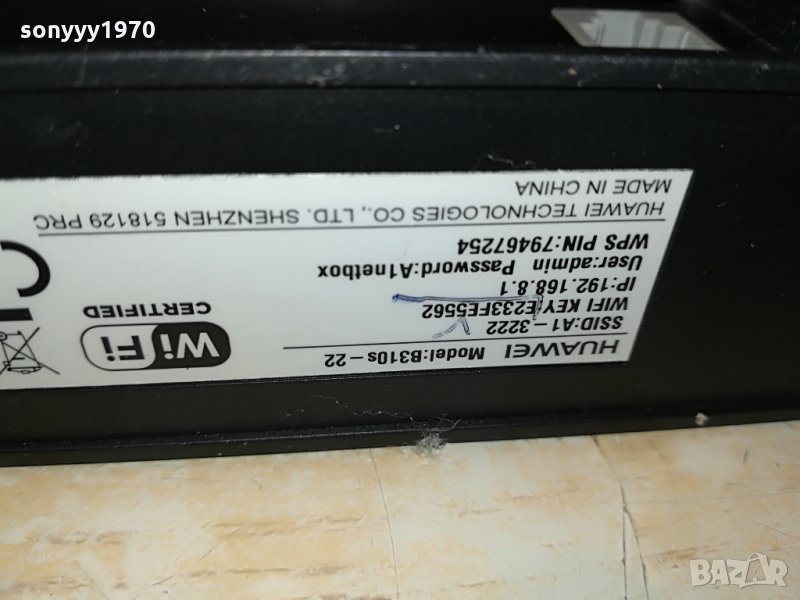 sonyyy1970
HUAWEI Model:B310s-22
SSID:A1-3222
WIFI KEY:E233FE5562
IP:192.168.8.1
User:admin Password:A1netbox
WPS PIN:79467254
HUAWEI TECHNOLOGIES CO., LTD. SHENZHEN 518129 PRC
MADE IN CHINA
WiFi
CERTIFIED
BAZAR